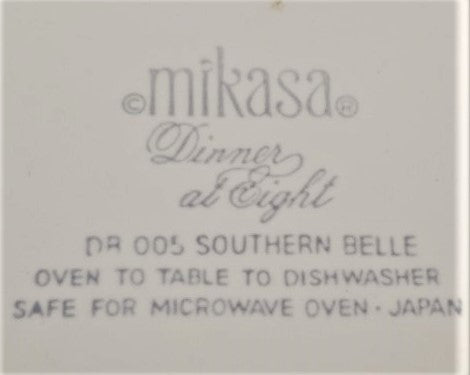 ©mikasa®
Dinner
at Eight
DR 005 SOUTHERN BELLE
OVEN TO TABLE TO DISHWASHER
SAFE FOR MICROWAVE OVEN · JAPAN